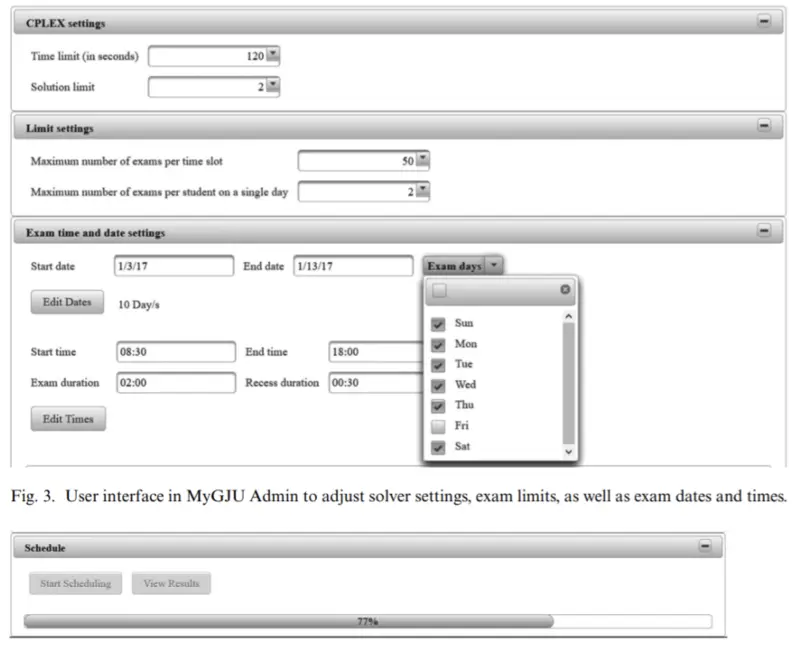 CPLEX settings
Time limit (in seconds) 120
Solution limit 2
Limit settings
Maximum number of exams per time slot 50
Maximum number of exams per student on a single day 2
Exam time and date settings
Start date 1/3/17 End date 1/13/17 Exam days
Edit Dates 10 Day/s
Sun
Mon
Start time 08:30 End time 18:00
Tue
Exam duration 02:00 Recess duration 00:30
Wed
Thu
Edit Times
Fri
Sat
Fig. 3. User interface in MyGJU Admin to adjust solver settings, exam limits, as well as exam dates and times.
Schedule
Start Scheduling View Results
77%